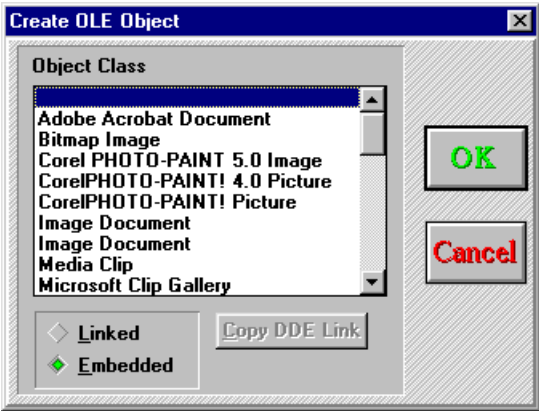 Create OLE Object
Object Class
Adobe Acrobat Document
Bitmap Image
Corel PHOTO-PAINT 5.0 Image
CorelPHOTO-PAINT! 4.0 Picture
CorelPHOTO-PAINT! Picture
Image Document
Image Document
Media Clip
Microsoft Clip Gallery
OK
Cancel
Linked
Embedded
Copy DDE Link